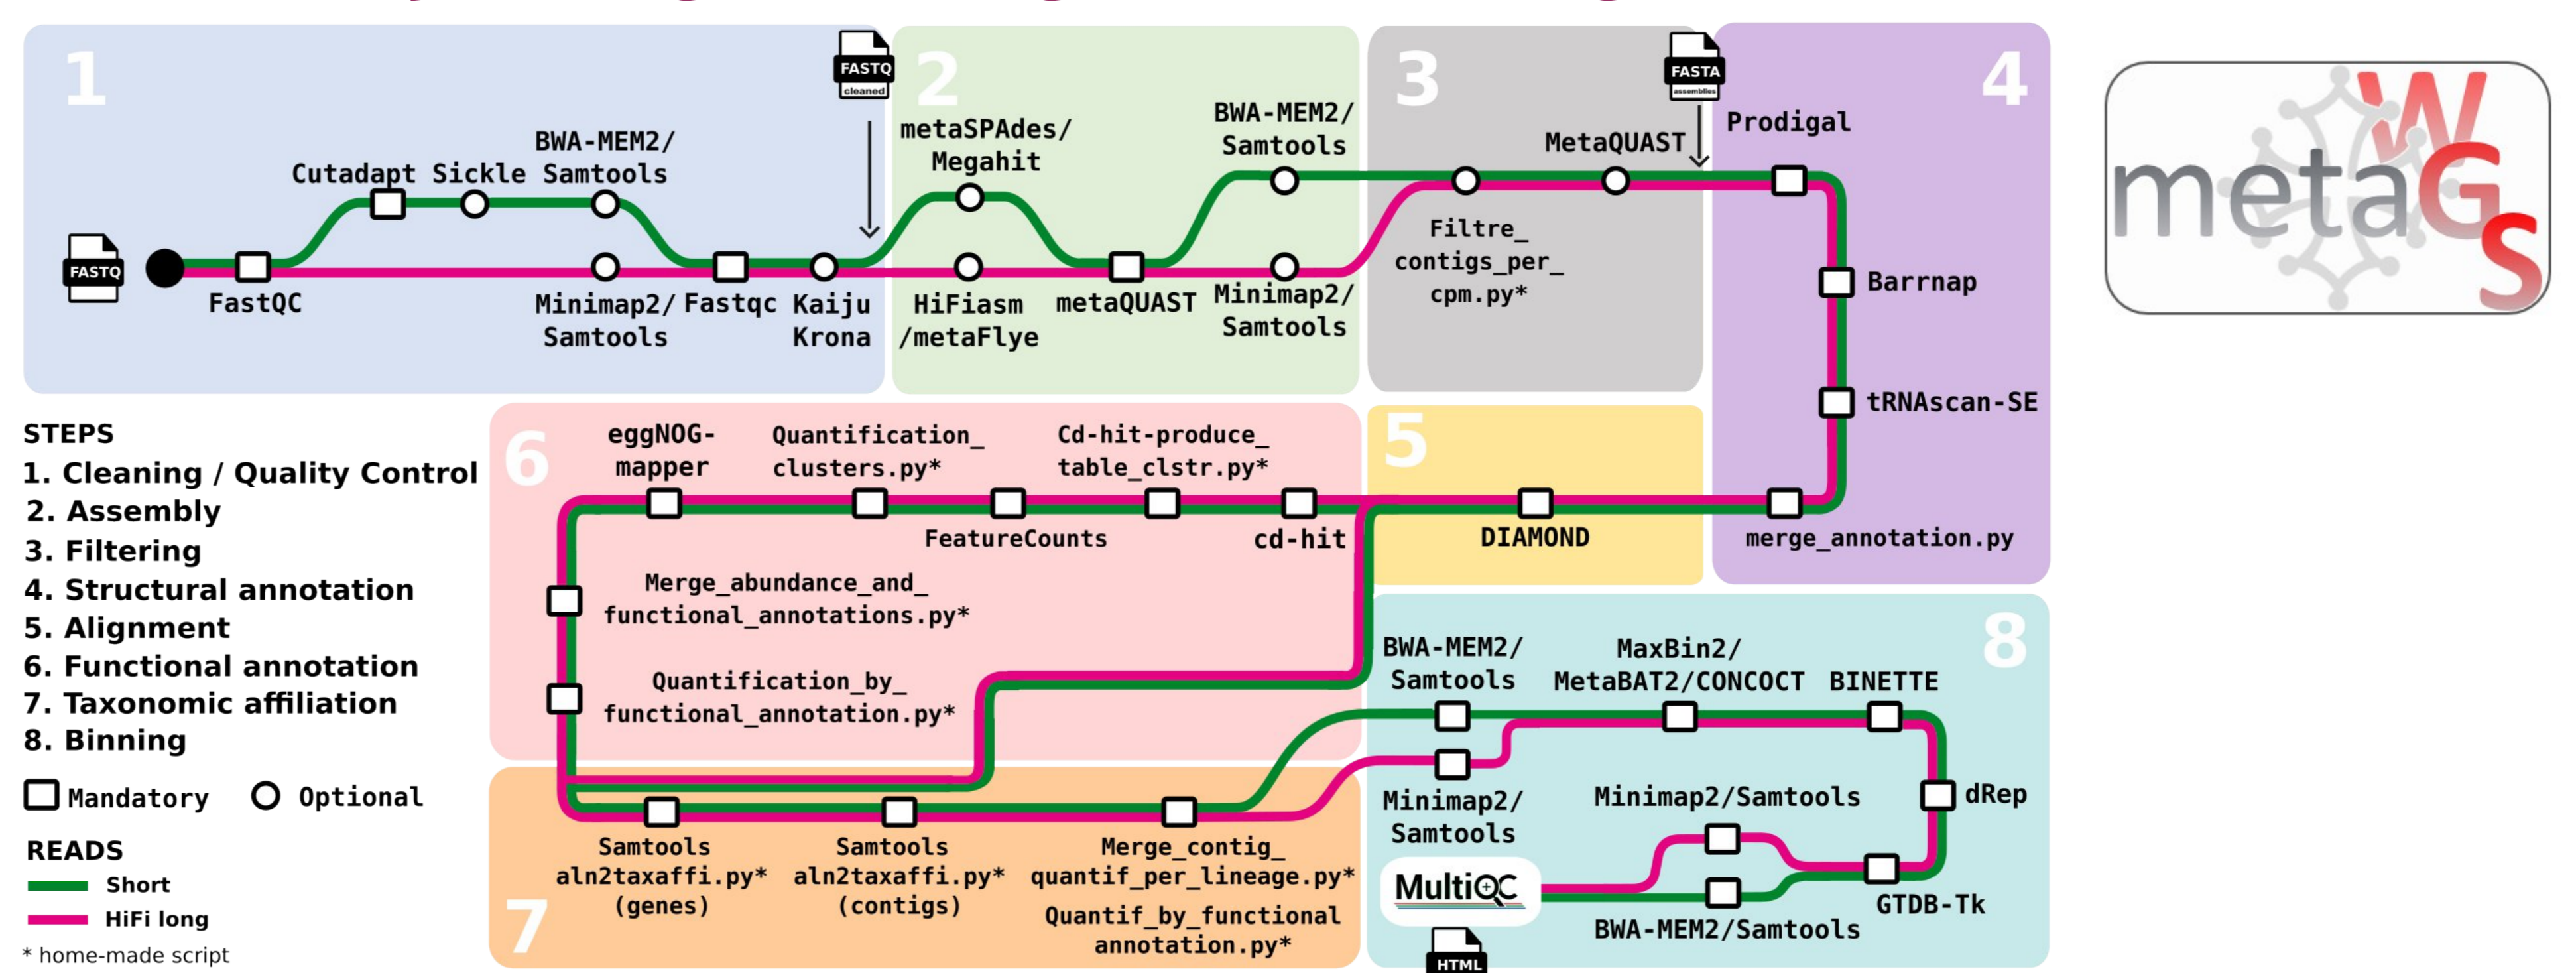 1
FASTQ
cleaned
BWA-MEM2/
Cutadapt Sickle Samtools
FASTQ
FastQC
Minimap2/
Samtools
Fastqc
Kaiju
Krona
2
metaSPAdes/
Megahit
HiFiasm
/metaFlye
metaQUAST
BWA-MEM2/
Samtools
Minimap2/
Samtools
3
FASTA
assemblies
MetaQUAST
Filtre_
contigs_per_
cpm.py*
4
Prodigal
Barrnap
tRNAscan-SE
merge_annotation.py
metaWGS
5
DIAMOND
6
eggNOG-
mapper
Quantification_
clusters.py*
Cd-hit-produce_
table_clstr.py*
FeatureCounts
cd-hit
Merge_abundance_and_
functional_annotations.py*
Quantification_by_
functional_annotation.py*
7
Samtools
aln2taxaffi.py*
(genes)
Samtools
aln2taxaffi.py*
(contigs)
Merge_contig_
quantif_per_lineage.py*
Quantif_by_functional
annotation.py*
8
BWA-MEM2/
Samtools
MaxBin2/
MetaBAT2/CONCOCT
BINETTE
Minimap2/
Samtools
Minimap2/Samtools
dRep
GTDB-Tk
BWA-MEM2/Samtools
MultiQC
HTML
STEPS
1. Cleaning / Quality Control
2. Assembly
3. Filtering
4. Structural annotation
5. Alignment
6. Functional annotation
7. Taxonomic affiliation
8. Binning
Mandatory Optional
READS
Short
HiFi long
* home-made script